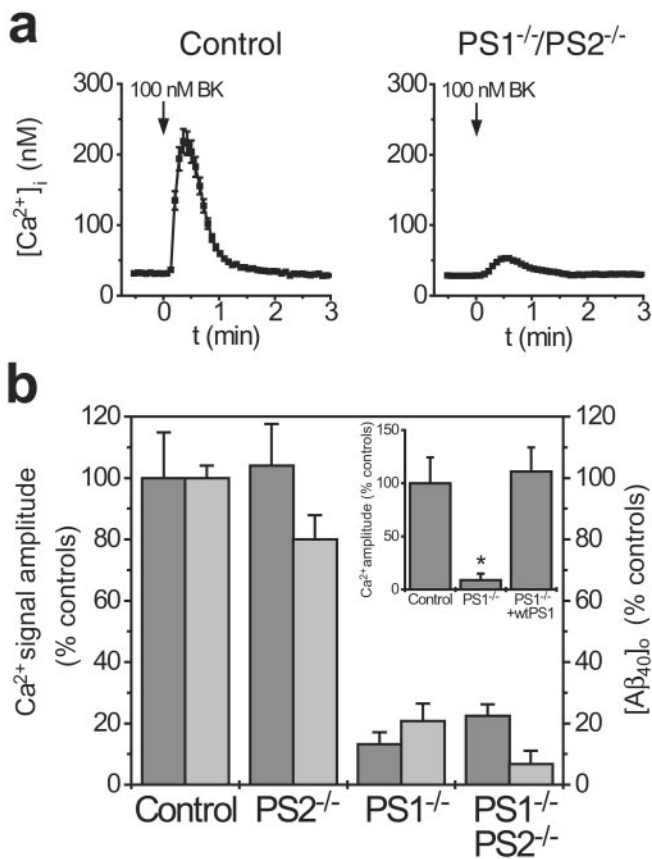 a
Control
PS1-/-/PS2-/-
100 nM BK
100 nM BK
300
200
100
0
[Ca2+]i (nM)
0 1 2 3
t (min)
300
200
100
0
0 1 2 3
t (min)
b
120
100
80
60
40
20
0
Ca2+ signal amplitude
(% controls)
150
100
50
0
Ca2+ amplitude (% controls)
*
Control PS1-/- PS1-/-
+wtPS1
120
100
80
60
40
20
0
[Aβ40]o (% controls)
Control PS2-/- PS1-/- PS1-/-
PS2-/-